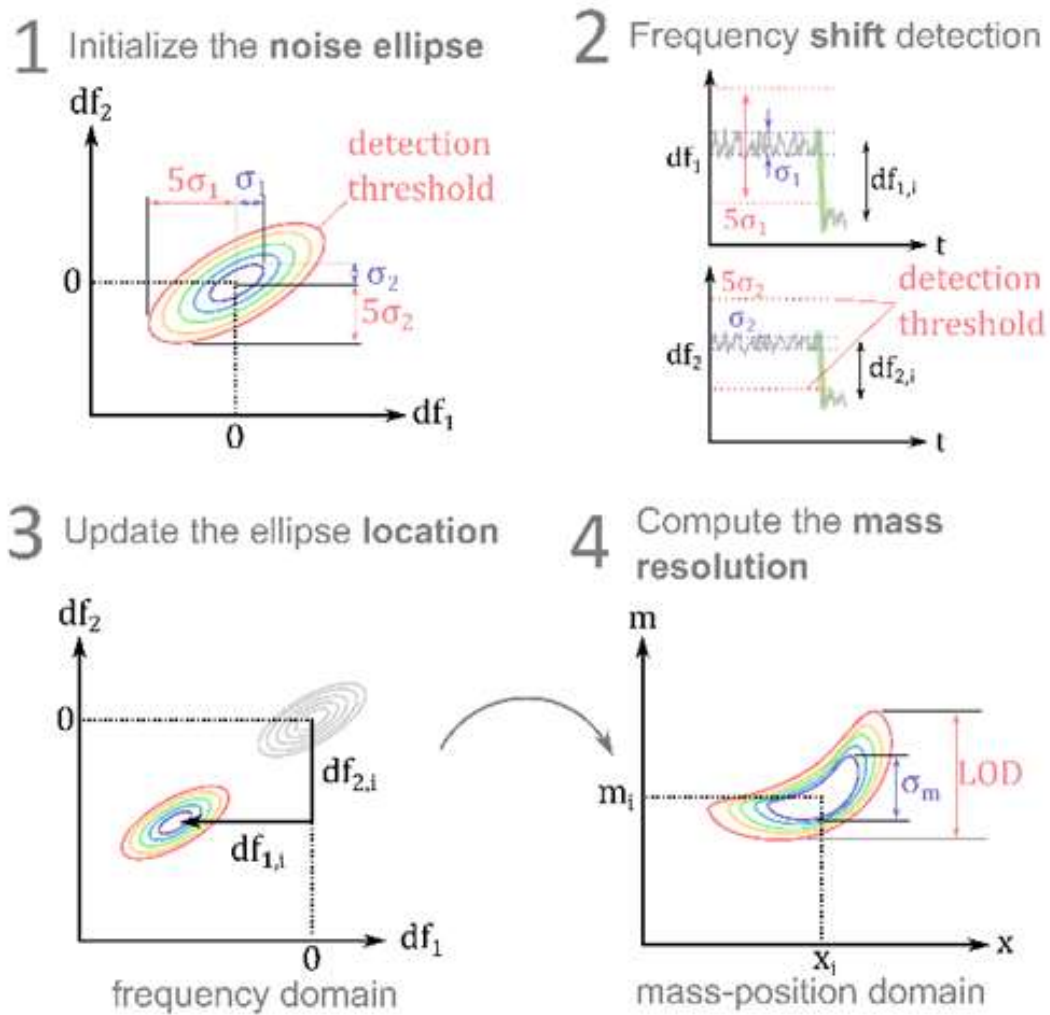 1 Initialize the noise ellipse
df₂
5σ₁
σ₁
detection
threshold
0
σ₂
5σ₂
0
df₁
2 Frequency shift detection
df₁
σ₁
5σ₁
df₁,ᵢ
t
5σ₂
σ₂
df₂
detection
threshold
df₂,ᵢ
t
3 Update the ellipse location
df₂
0
df₂,ᵢ
df₁,ᵢ
0
df₁
frequency domain
4 Compute the mass
resolution
m
mᵢ
σₘ
LOD
xᵢ
x
mass-position domain